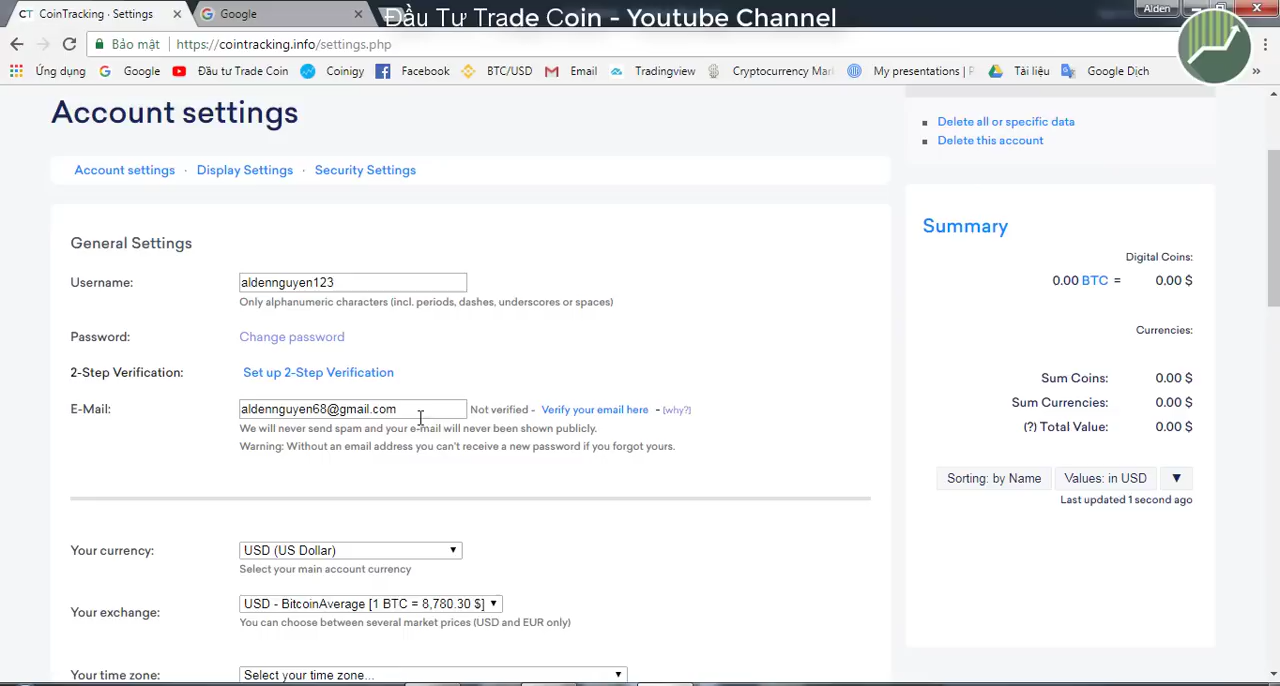 CT CoinTracking · Settings
Google
Đầu Tư Trade Coin - Youtube Channel
Alden
Bảo mật
https://cointracking.info/settings.php
Ứng dụng
Google
Đầu tư Trade Coin
Coinigy
Facebook
BTC/USD
Email
Tradingview
Cryptocurrency Mar
My presentations | P
Tài liệu
Google Dịch
»
Account settings
Delete all or specific data
Delete this account
Account settings · Display Settings · Security Settings
General Settings
Username:
aldennguyen123
Only alphanumeric characters (incl. periods, dashes, underscores or spaces)
Password:
Change password
2-Step Verification:
Set up 2-Step Verification
E-Mail:
aldennguyen68@gmail.com
Not verified - Verify your email here - [why?]
We will never send spam and your e-mail will never been shown publicly.
Warning: Without an email address you can't receive a new password if you forgot yours.
Your currency:
USD (US Dollar)
Select your main account currency
Your exchange:
USD - BitcoinAverage [1 BTC = 8,780.30 $]
You can choose between several market prices (USD and EUR only)
Your time zone:
Select your time zone...
Summary
Digital Coins:
0.00 BTC = 0.00 $
Currencies:
Sum Coins: 0.00 $
Sum Currencies: 0.00 $
(?) Total Value: 0.00 $
Sorting: by Name
Values: in USD
▼
Last updated 1 second ago